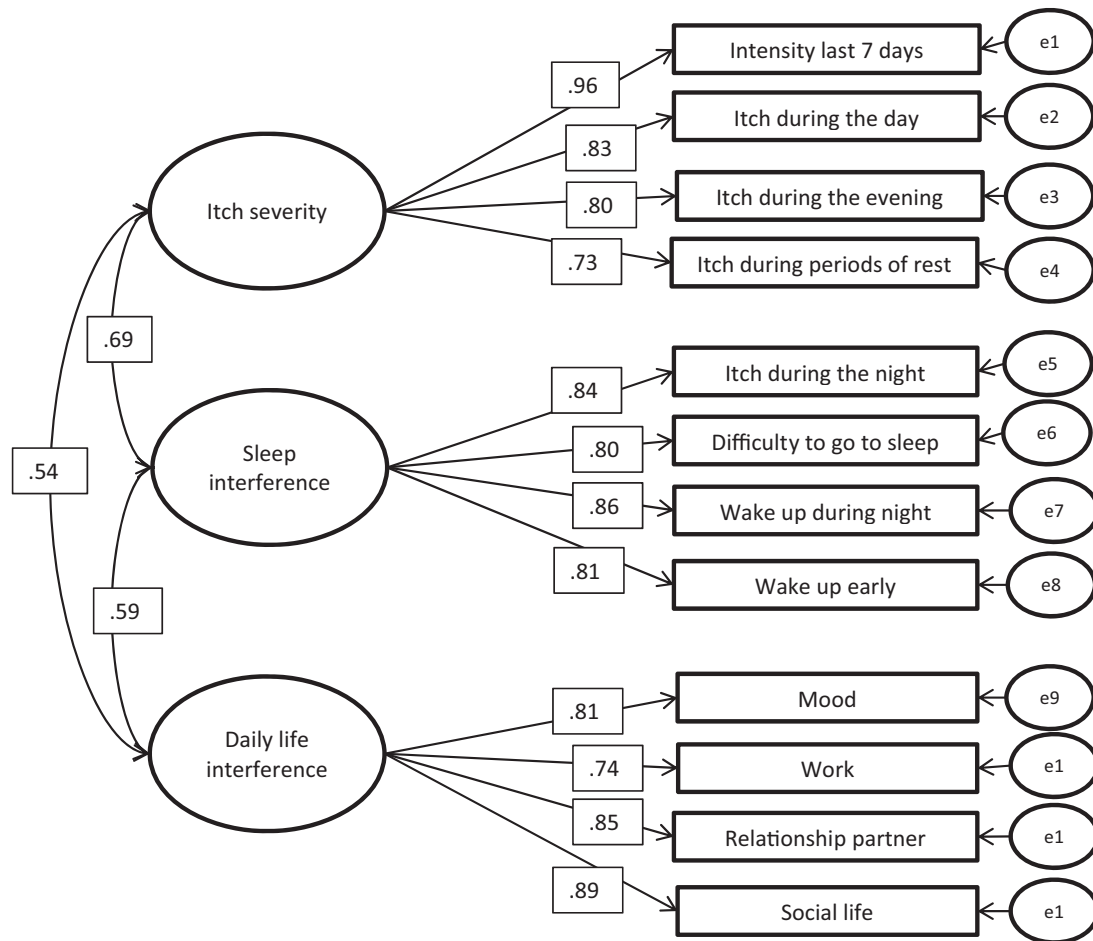 Intensity last 7 days
e1
.96
Itch during the day
e2
.83
Itch severity
Itch during the evening
e3
.80
Itch during periods of rest
e4
.73
.69
Itch during the night
e5
.84
Difficulty to go to sleep
e6
.80
Sleep
interference
.54
Wake up during night
e7
.86
Wake up early
e8
.81
.59
Mood
e9
.81
Daily life
interference
Work
e1
.74
Relationship partner
e1
.85
Social life
e1
.89